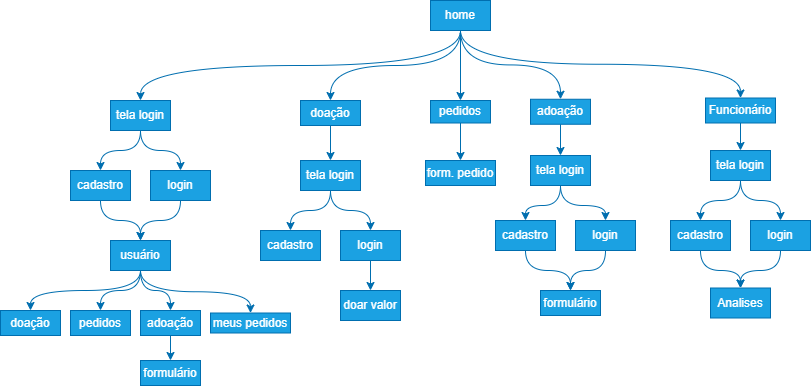 home
tela login
doação
pedidos
adoação
Funcionário
tela login
form. pedido
tela login
tela login
cadastro
login
cadastro
login
cadastro
login
cadastro
login
usuário
doar valor
formulário
Analises
doação
pedidos
adoação
meus pedidos
formulário